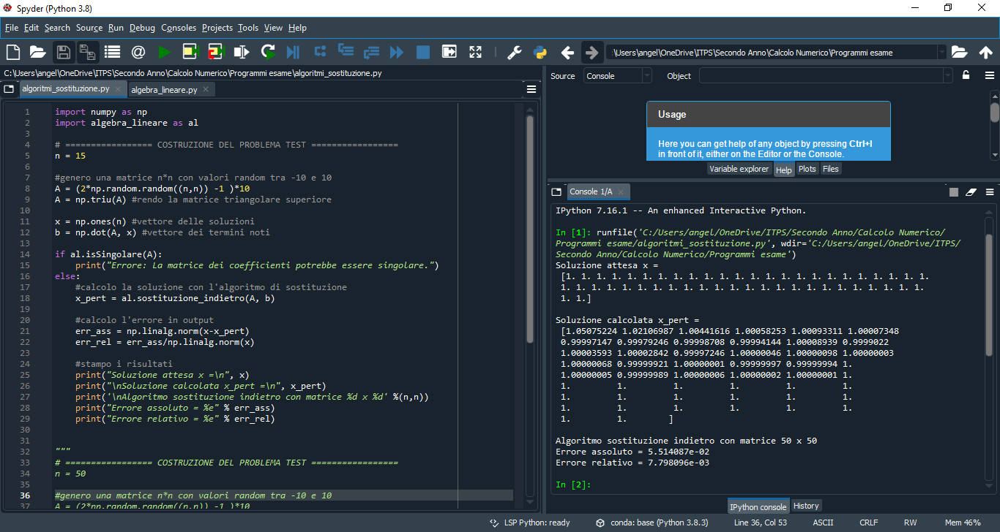 Spyder (Python 3.8)
File Edit Search Source Run Debug Consoles Projects Tools View Help
:\Users\angel\OneDrive\ITPS\Secondo Anno\Calcolo Numerico\Programmi esame
C:\Users\angel\OneDrive\ITPS\Secondo Anno\Calcolo Numerico\Programmi esame\algoritmi_sostituzione.py
algoritmi_sostituzione.py algebra_lineare.py
1 import numpy as np
2 import algebra_lineare as al
3
4 # ================= COSTRUZIONE DEL PROBLEMA TEST =================
5 n = 15
6
7 #genero una matrice n*n con valori random tra -10 e 10
8 A = (2*np.random.random((n,n)) -1 )*10
9 A = np.triu(A) #rendo la matrice triangolare superiore
10
11 x = np.ones(n) #vettore delle soluzioni
12 b = np.dot(A, x) #vettore dei termini noti
13
14 if al.isSingolare(A):
15 print("Errore: La matrice dei coefficienti potrebbe essere singolare.")
16 else:
17 #calcolo la soluzione con l'algoritmo di sostituzione
18 x_pert = al.sostituzione_indietro(A, b)
19
20 #calcolo l'errore in output
21 err_ass = np.linalg.norm(x-x_pert)
22 err_rel = err_ass/np.linalg.norm(x)
23
24 #stampo i risultati
25 print("Soluzione attesa x =\n", x)
26 print("\nSoluzione calcolata x_pert =\n", x_pert)
27 print('\nAlgoritmo sostituzione indietro con matrice %d x %d' %(n,n))
28 print("Errore assoluto = %e" % err_ass)
29 print("Errore relativo = %e" % err_rel)
30
31
32 """
33 # ================= COSTRUZIONE DEL PROBLEMA TEST =================
34 n = 50
35
36 #genero una matrice n*n con valori random tra -10 e 10
37 A = (2*np.random.random((n,n)) -1 )*10
Source Console Object
Usage
Here you can get help of any object by pressing Ctrl+I
in front of it, either on the Editor or the Console.
Variable explorer Help Plots Files
Console 1/A
IPython 7.16.1 -- An enhanced Interactive Python.
In [1]: runfile('C:/Users/angel/OneDrive/ITPS/Secondo Anno/Calcolo Numerico/
Programmi esame/algoritmi_sostituzione.py', wdir='C:/Users/angel/OneDrive/ITPS/
Secondo Anno/Calcolo Numerico/Programmi esame')
Soluzione attesa x =
[1. 1. 1. 1. 1. 1. 1. 1. 1. 1. 1. 1. 1. 1. 1. 1. 1. 1. 1. 1. 1. 1. 1. 1.
1. 1. 1. 1. 1. 1. 1. 1. 1. 1. 1. 1. 1. 1. 1. 1. 1. 1. 1. 1. 1. 1. 1. 1.
1. 1.]
Soluzione calcolata x_pert =
[1.05075224 1.02106987 1.00441616 1.00058253 1.00093311 1.00007348
0.99997147 0.99979246 0.99998708 0.99994144 1.00008939 0.9999022
1.00003593 1.00002842 0.99997246 1.00000046 1.00000098 1.00000003
1.00000068 0.99999921 1.00000001 0.99999997 0.99999994 1.
1.00000005 0.99999989 1.00000006 1.00000002 1.00000001 1.
1. 1. 1. 1. 1. 1.
1. 1. 1. 1. 1. 1.
1. 1. 1. 1. 1. 1.
1. 1. ]
Algoritmo sostituzione indietro con matrice 50 x 50
Errore assoluto = 5.514087e-02
Errore relativo = 7.798096e-03
In [2]:
IPython console History
LSP Python: ready conda: base (Python 3.8.3) Line 36, Col 53 ASCII CRLF RW Mem 46%